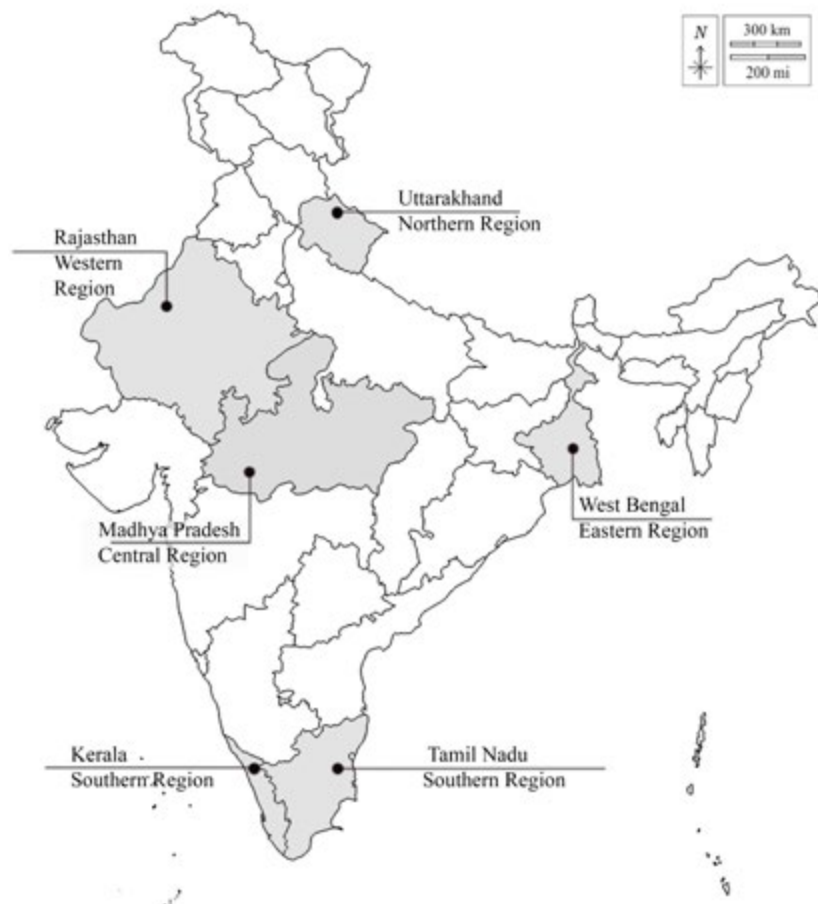 N
300 km
200 mi
Uttarakhand
Northern Region
Rajasthan
Western
Region
West Bengal
Eastern Region
Madhya Pradesh
Central Region
Kerala
Southern Region
Tamil Nadu
Southern Region